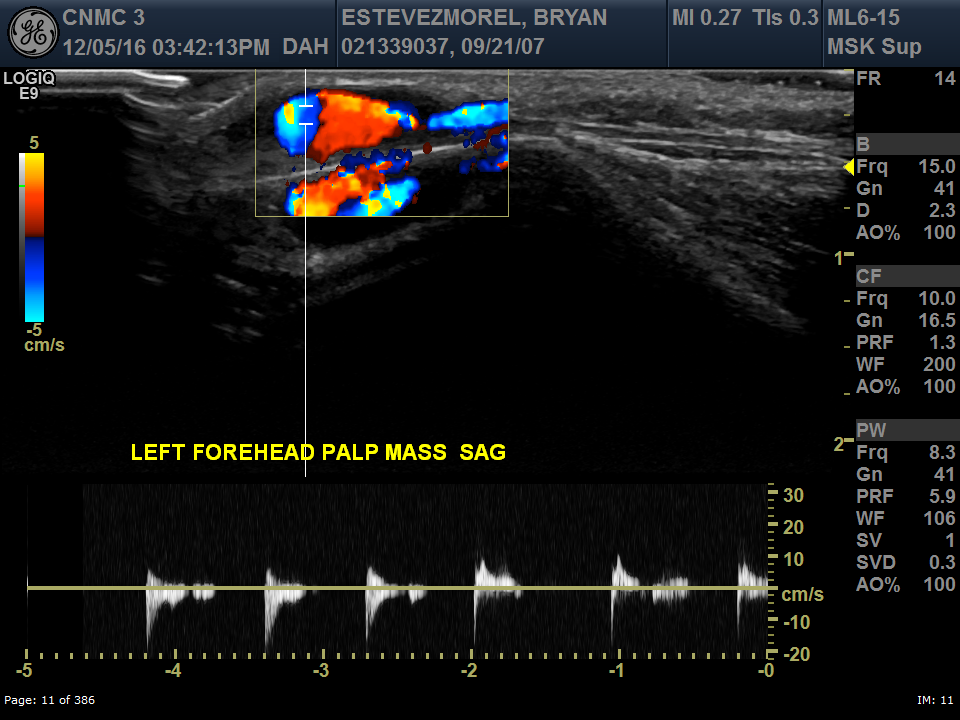 CNMC 3
12/05/16 03:42:13PM DAH
ESTEVEZMOREL, BRYAN
021339037, 09/21/07
MI 0.27 TIs 0.3
ML6-15
MSK Sup
LOGIQ
E9
5
-5
cm/s
FR 14
B
Frq 15.0
Gn 41
D 2.3
AO% 100
1
CF
Frq 10.0
Gn 16.5
PRF 1.3
WF 200
AO% 100
2
PW
Frq 8.3
Gn 41
PRF 5.9
WF 106
SV 1
SVD 0.3
AO% 100
LEFT FOREHEAD PALP MASS SAG
30
20
10
cm/s
-10
-20
-5 -4 -3 -2 -1 -0
Page: 11 of 386
IM: 11